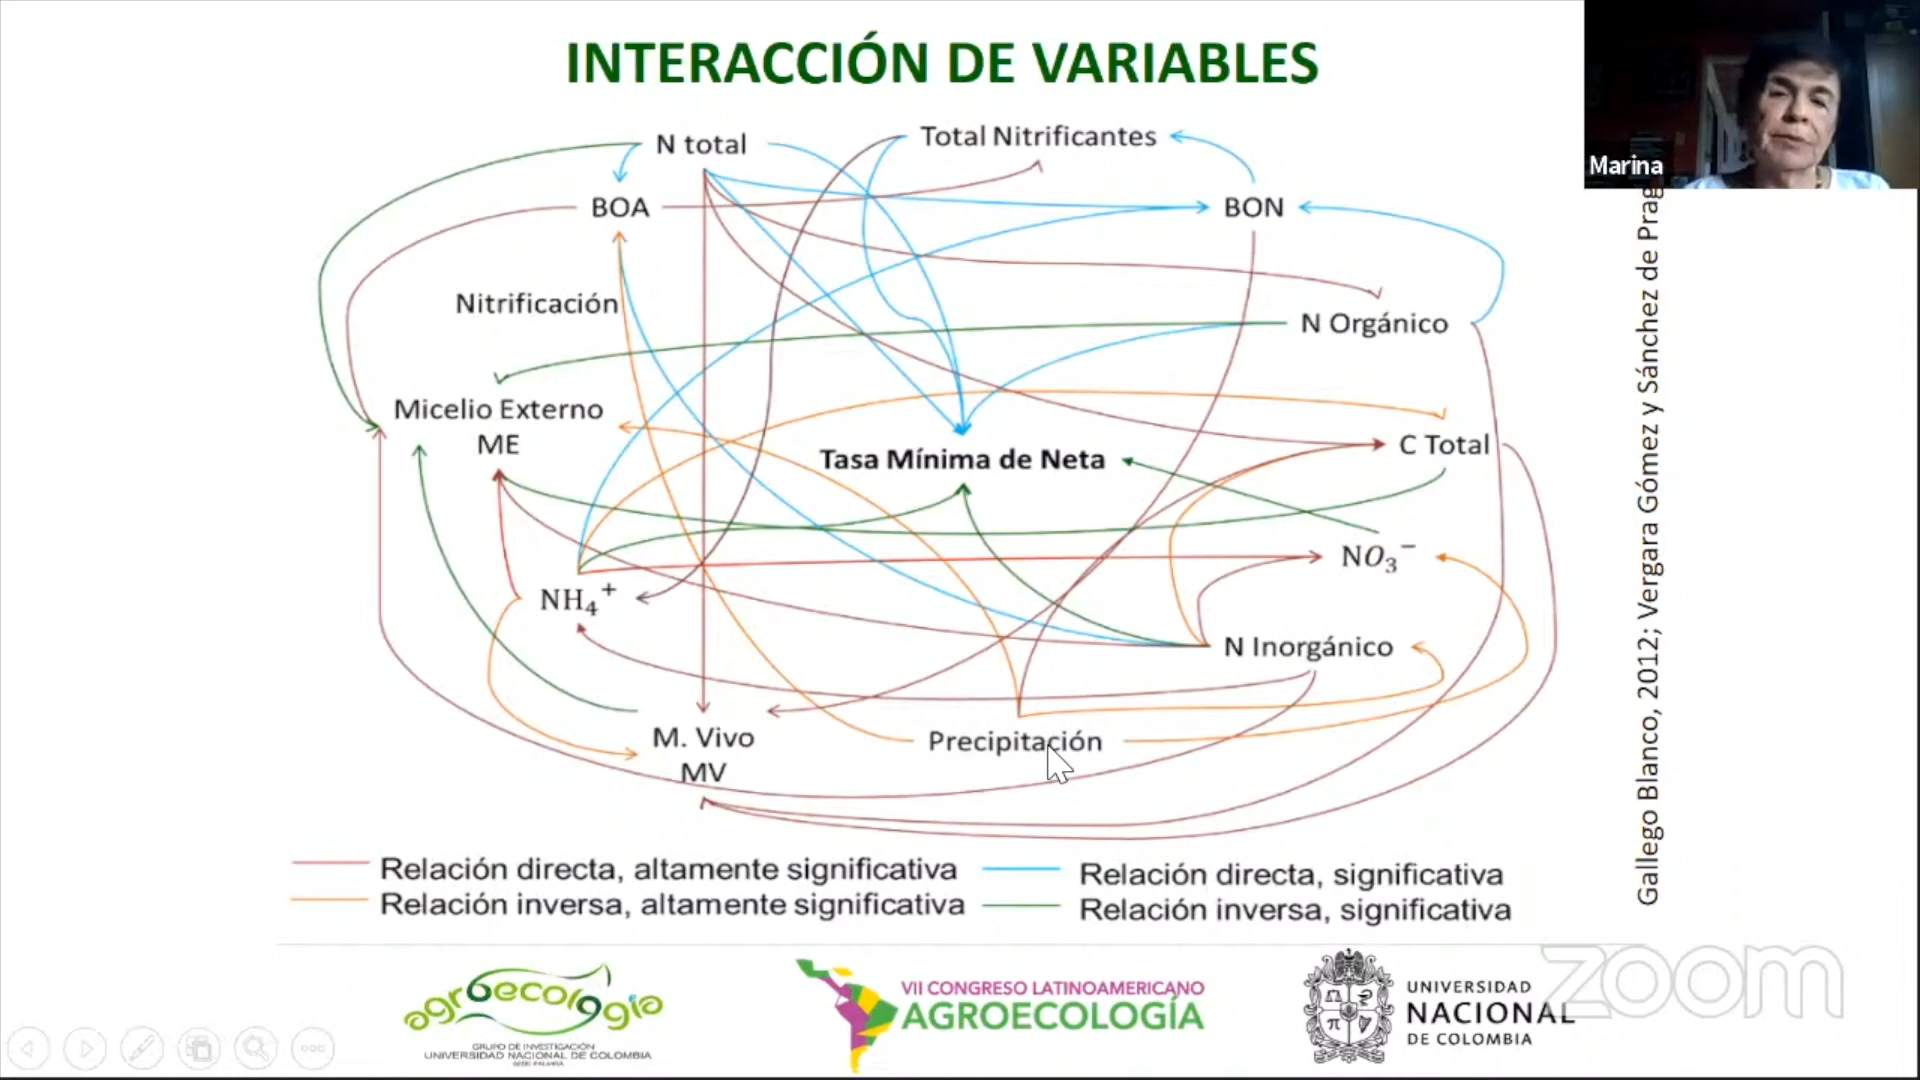 INTERACCIÓN DE VARIABLES
Marina
N total
Total Nitrificantes
BOA
BON
Nitrificación
N Orgánico
Micelio Externo
ME
Tasa Mínima de Neta
C Total
NO₃⁻
NH₄⁺
N Inorgánico
M. Vivo
MV
Precipitación
Gallego Blanco, 2012; Vergara Gómez y Sánchez de Prag
Relación directa, altamente significativa
Relación directa, significativa
Relación inversa, altamente significativa
Relación inversa, significativa
agroecología
GRUPO DE INVESTIGACIÓN
UNIVERSIDAD NACIONAL DE COLOMBIA
SEDE PALMIRA
VII CONGRESO LATINOAMERICANO
AGROECOLOGÍA
UNIVERSIDAD
NACIONAL
DE COLOMBIA
zoom